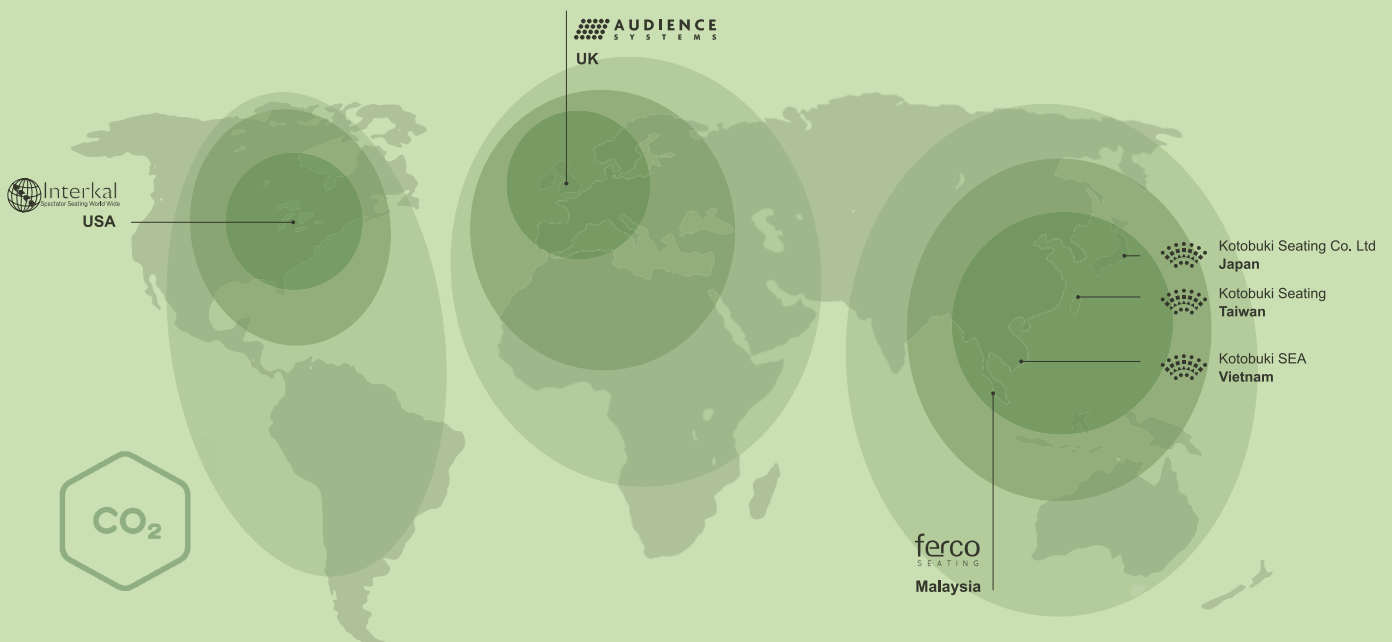 AUDIENCE
SYSTEMS
UK
Interkal
Spectator Seating World Wide
USA
Kotobuki Seating Co. Ltd
Japan
Kotobuki Seating
Taiwan
Kotobuki SEA
Vietnam
CO₂
ferco
SEATING
Malaysia